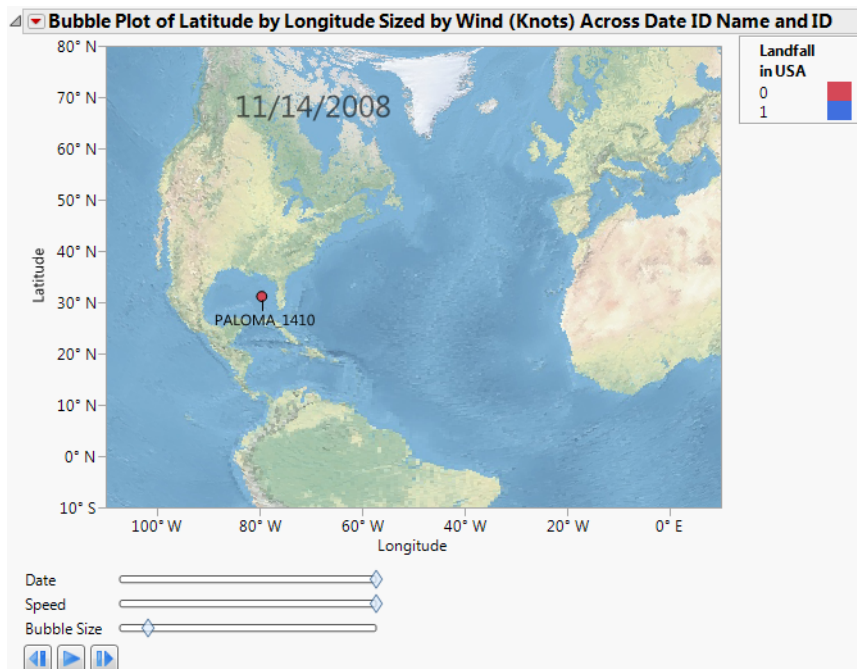 Bubble Plot of Latitude by Longitude Sized by Wind (Knots) Across Date ID Name and ID
80° N
70° N
60° N
50° N
40° N
30° N
20° N
10° N
0° N
10° S
Latitude
11/14/2008
PALOMA_1410
100° W
80° W
60° W
40° W
20° W
0° E
Longitude
Landfall
in USA
0
1
Date
Speed
Bubble Size